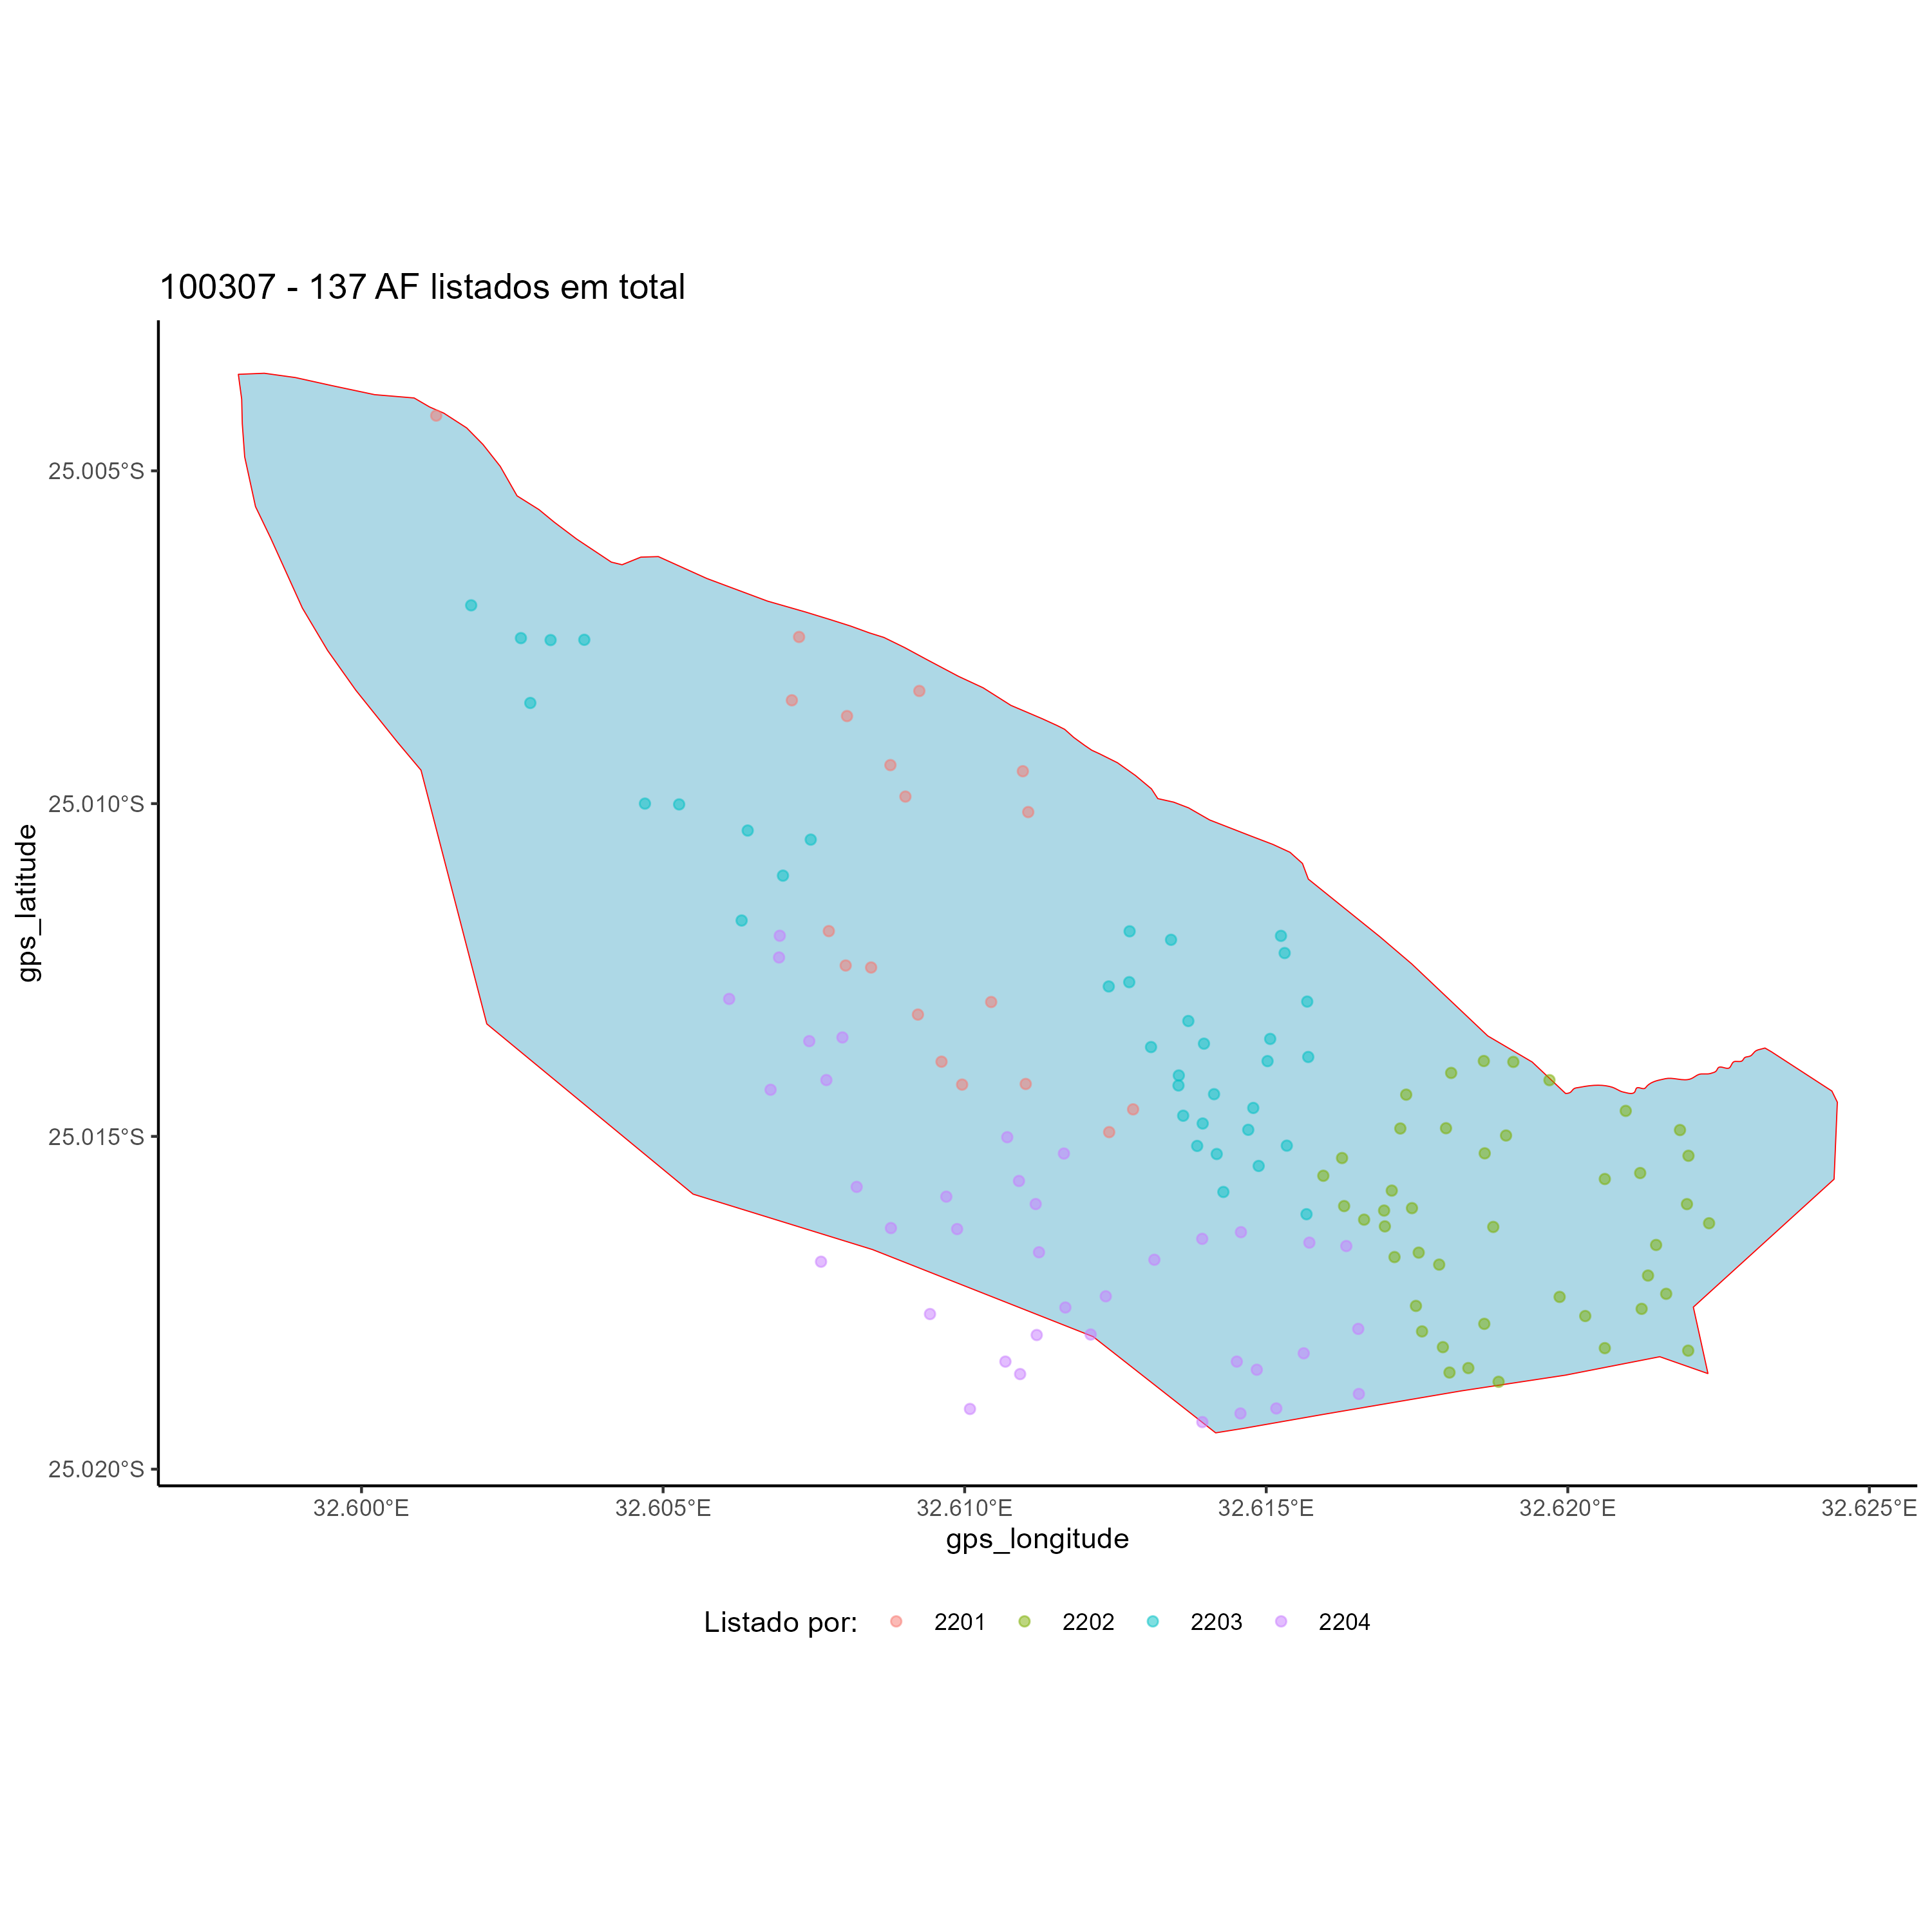 100307 - 137 AF listados em total
gps_latitude
25.005°S
25.010°S
25.015°S
25.020°S
32.600°E 32.605°E 32.610°E 32.615°E 32.620°E 32.625°E
gps_longitude
Listado por: 2201 2202 2203 2204